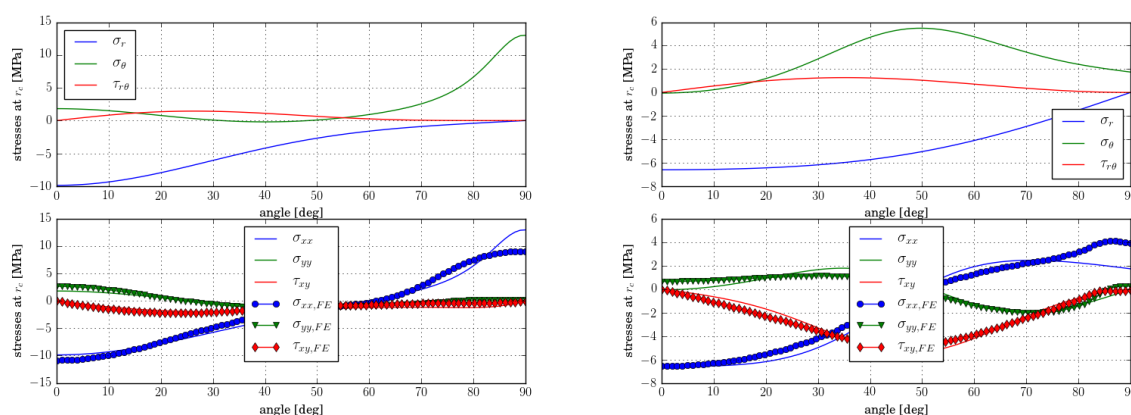 15
10
5
0
−5
−10
stresses at r_c [MPa]
σ_r
σ_θ
τ_rθ
0 10 20 30 40 50 60 70 80 90
angle [deg]
6
4
2
0
−2
−4
−6
−8
stresses at r_c [MPa]
σ_r
σ_θ
τ_rθ
0 10 20 30 40 50 60 70 80 90
angle [deg]
15
10
5
0
−5
−10
−15
stresses at r_c [MPa]
σ_xx
σ_yy
τ_xy
σ_xx,FE
σ_yy,FE
τ_xy,FE
0 10 20 30 40 50 60 70 80 90
angle [deg]
6
4
2
0
−2
−4
−6
−8
stresses at r_c [MPa]
σ_xx
σ_yy
τ_xy
σ_xx,FE
σ_yy,FE
τ_xy,FE
0 10 20 30 40 50 60 70 80 90
angle [deg]